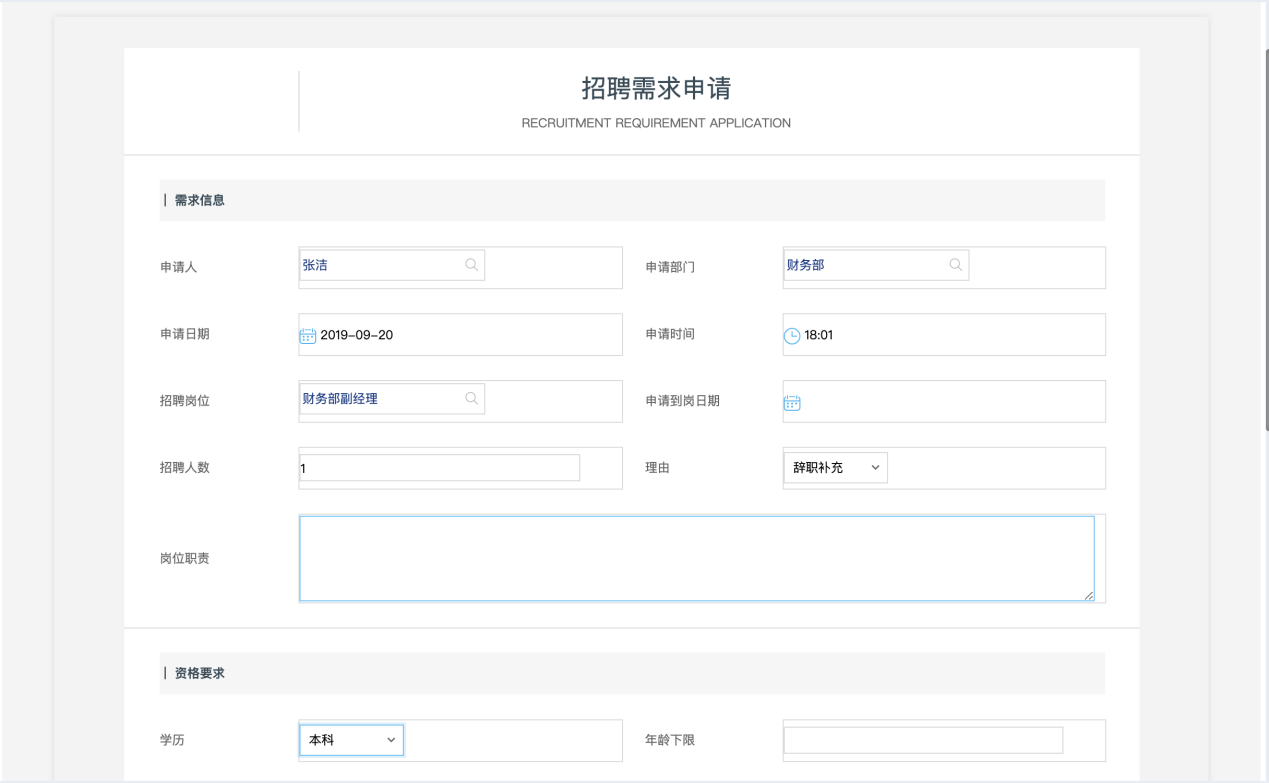 招聘需求申请
RECRUITMENT REQUIREMENT APPLICATION
需求信息
申请人 张洁 申请部门 财务部
申请日期 2019-09-20 申请时间 18:01
招聘岗位 财务部副经理 申请到岗日期
招聘人数 1 理由 辞职补充
岗位职责
资格要求
学历 本科 年龄下限